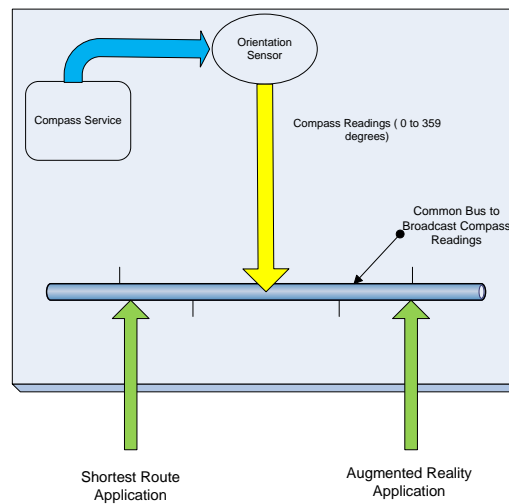 Orientation
Sensor
Compass Service
Compass Readings ( 0 to 359
degrees)
Common Bus to
Broadcast Compass
Readings
Shortest Route
Application
Augmented Reality
Application